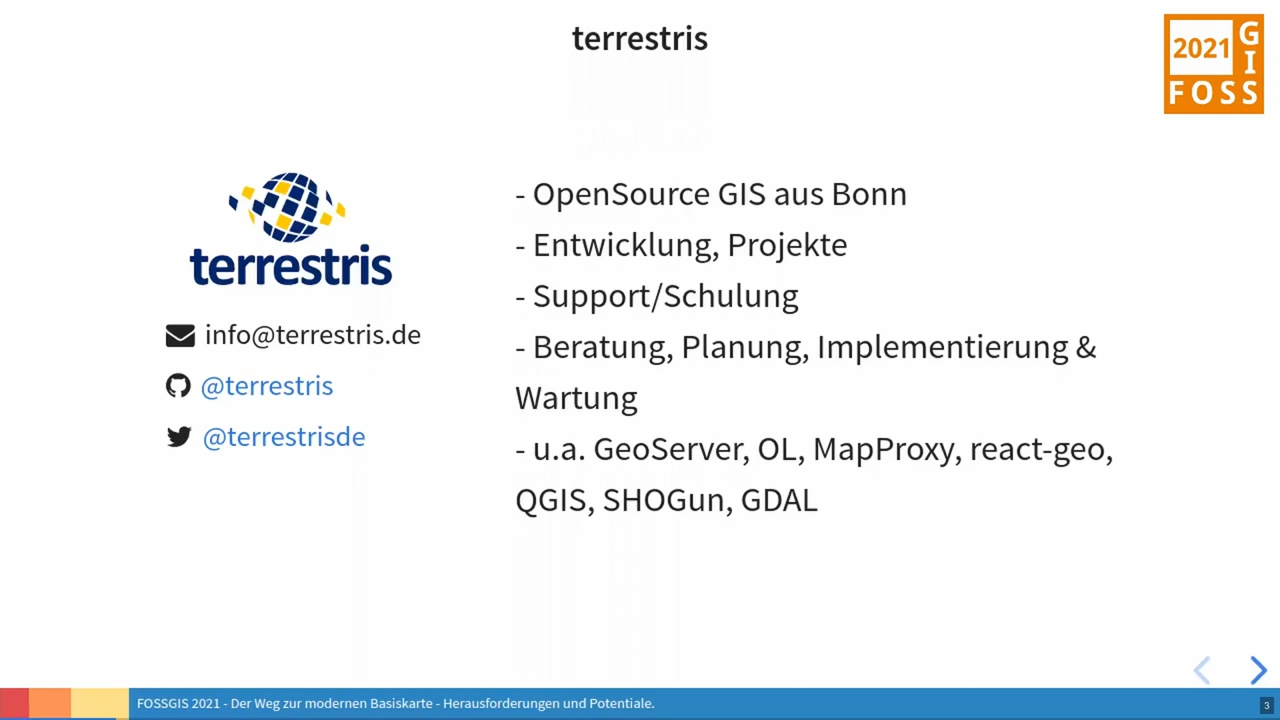 terrestris
2021 G
I
FOSS
terrestris
info@terrestris.de
@terrestris
@terrestrisde
- OpenSource GIS aus Bonn
- Entwicklung, Projekte
- Support/Schulung
- Beratung, Planung, Implementierung &
Wartung
- u.a. GeoServer, OL, MapProxy, react-geo,
QGIS, SHOGun, GDAL
FOSSGIS 2021 - Der Weg zur modernen Basiskarte - Herausforderungen und Potentiale.
3